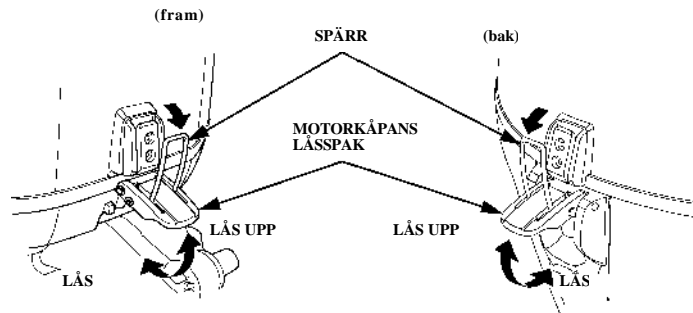 (fram)
SPÄRR
(bak)
MOTORKÅPANS
LÅSSPAK
LÅS UPP
LÅS UPP
LÅS
LÅS